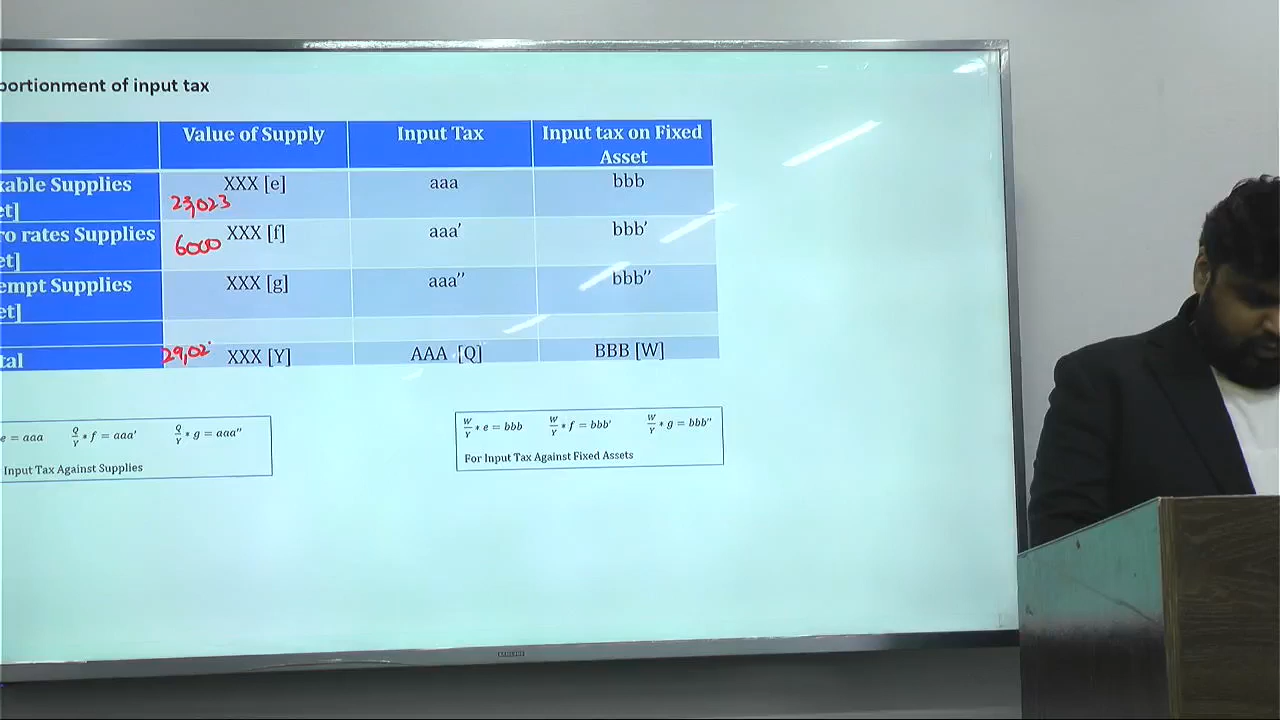 portionment of input tax
Value of Supply Input Tax Input tax on Fixed
Asset
xable Supplies XXX [e] aaa bbb
et] 23,023
ro rates Supplies XXX [f] aaa′ bbb′
et] 6000
empt Supplies XXX [g] aaa′′ bbb′′
et]
tal 29,02 XXX [Y] AAA [Q] BBB [W]
e = aaa Q/Y * f = aaa′ Q/Y * g = aaa′′
Input Tax Against Supplies
W/Y * e = bbb W/Y * f = bbb′ W/Y * g = bbb′′
For Input Tax Against Fixed Assets